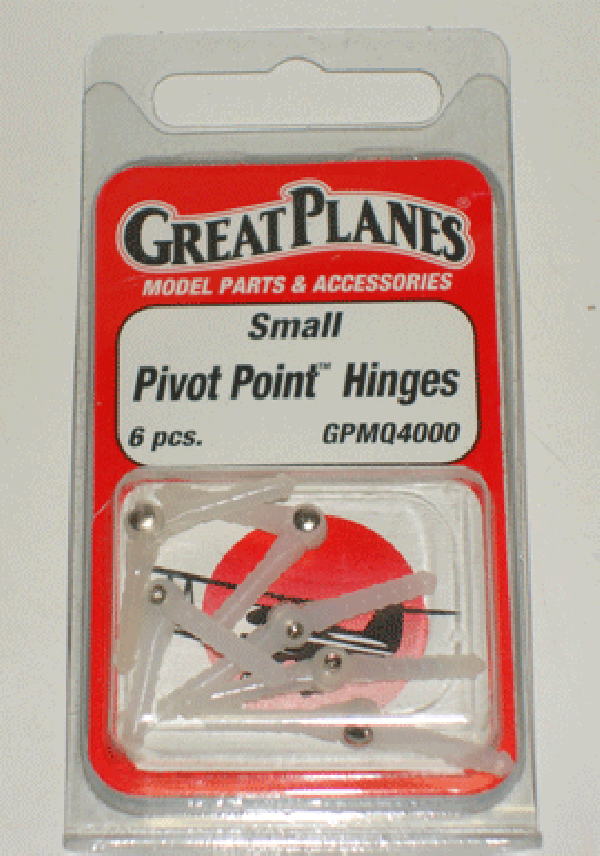 GREAT PLANES®
MODEL PARTS & ACCESSORIES
Small
Pivot Point™ Hinges
6 pcs. GPMQ4000